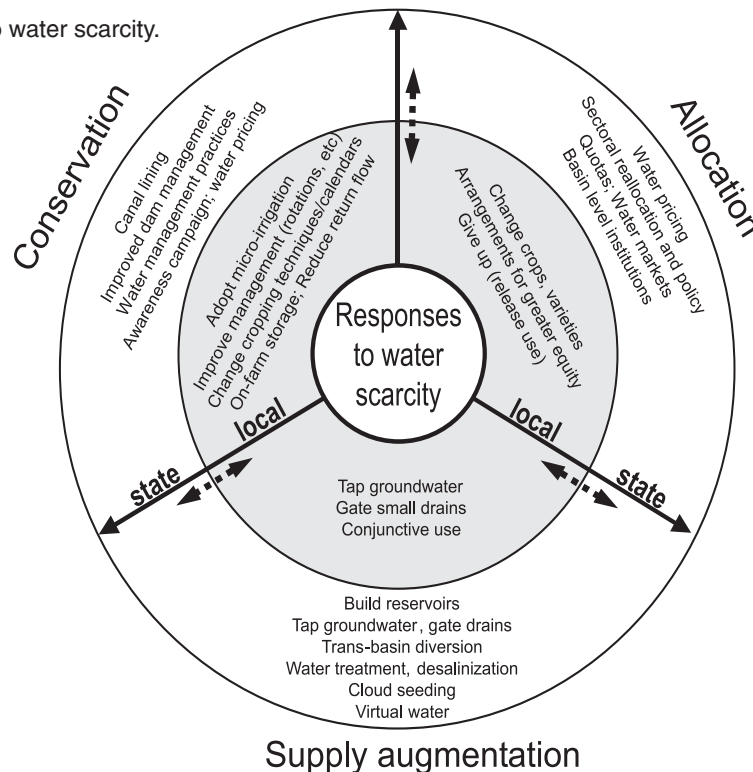 o water scarcity.
Conservation
Canal lining
Improved dam management
Water management practices
Awareness campaign; water pricing
Adopt micro-irrigation
Improve management (rotations, etc)
Change cropping techniques/calendars
On-farm storage; Reduce return flow
Allocation
Water pricing
Sectoral reallocation and policy
Quotas; Water markets
Basin level institutions
Change crops, varieties
Arrangements for greater equity
Give up (release use)
Responses
to water
scarcity
local
state
local
state
Tap groundwater
Gate small drains
Conjunctive use
Build reservoirs
Tap groundwater, gate drains
Trans-basin diversion
Water treatment, desalinization
Cloud seeding
Virtual water
Supply augmentation